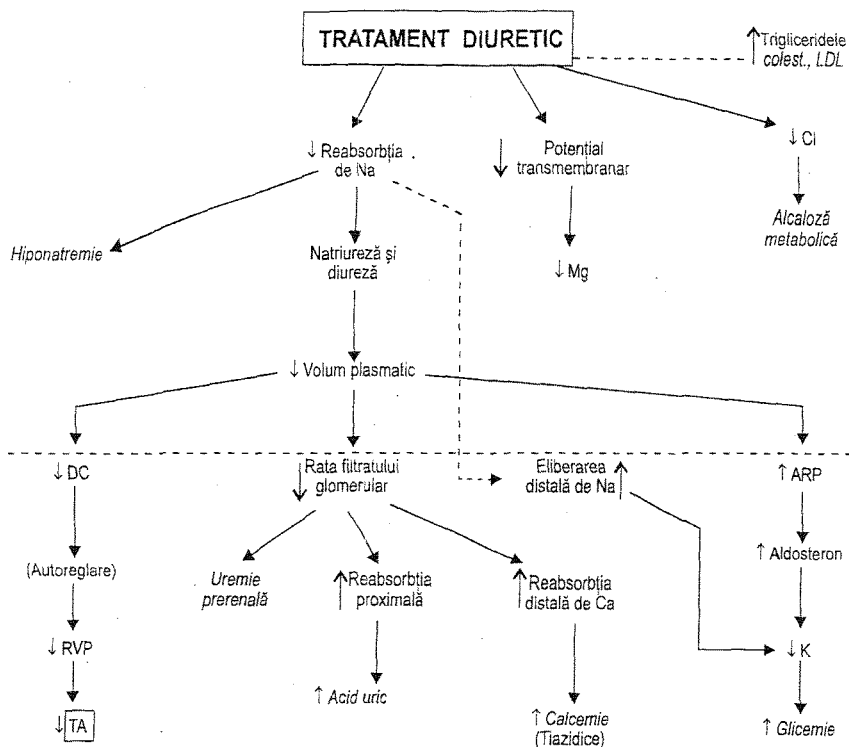 TRATAMENT DIURETIC
↑ Trigliceridele
colest., LDL
↓ Reabsorbția
de Na
↓ Potențial
transmembranar
↓ Cl
Hiponatremie
Natriureză și
diureză
↓ Mg
Alcaloză
metabolică
↓ Volum plasmatic
↓ DC
↓ Rata filtratului
glomerular
Eliberarea ↑
distală de Na
↑ ARP
(Autoreglare)
Uremie
prerenală
↑ Reabsorbția
proximală
↑ Reabsorbția
distală de Ca
↑ Aldosteron
↓ RVP
↓ K
↑ Acid uric
↓ TA
↑ Calcemie
(Tiazidice)
↑ Glicemie